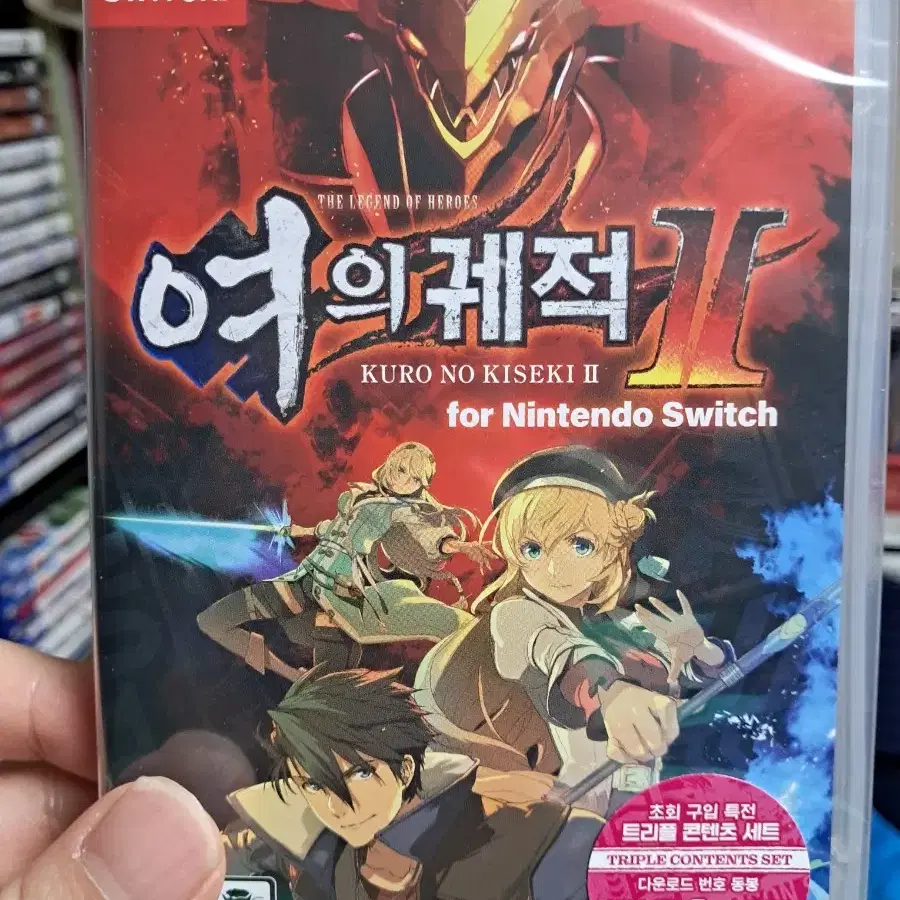 THE LEGEND OF HEROES
여의궤적 II
KURO NO KISEKI II
for Nintendo Switch
초회 구입 특전
트리플 콘텐츠 세트
TRIPLE CONTENTS SET
다운로드 번호 동봉